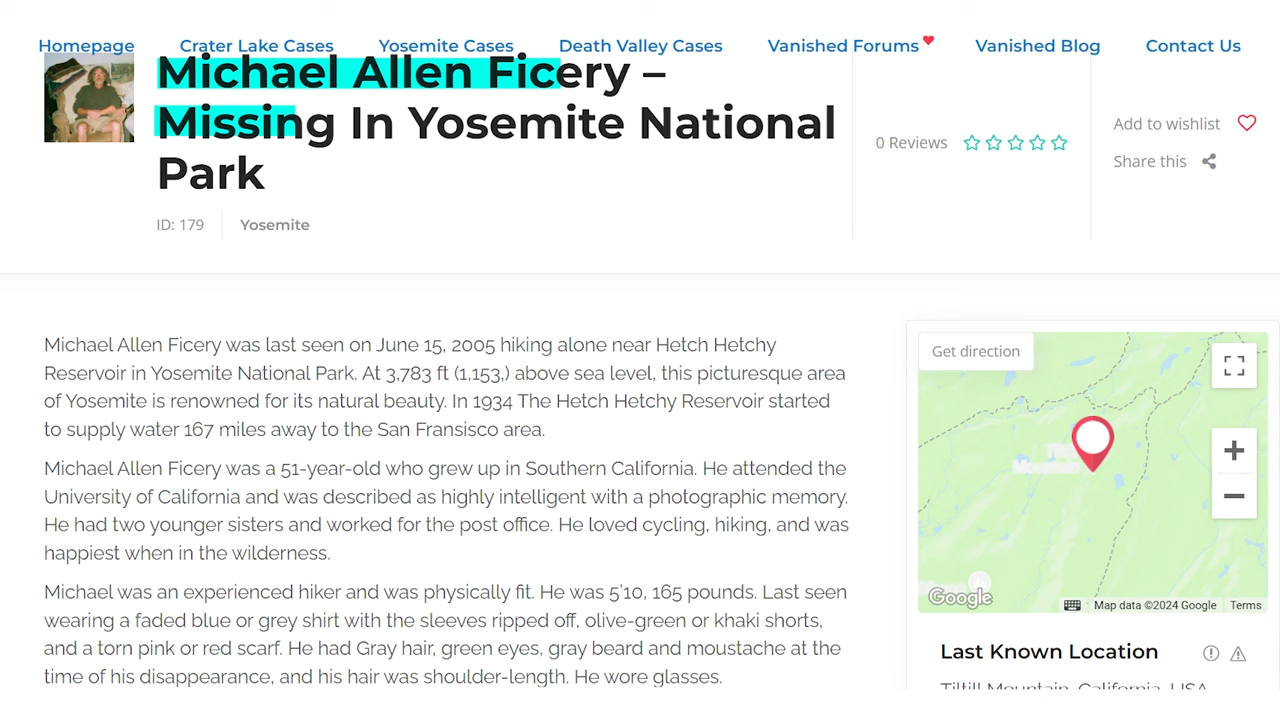 Homepage Crater Lake Cases Yosemite Cases Death Valley Cases Vanished Forums Vanished Blog Contact Us
Michael Allen Ficery –
Missing In Yosemite National
Park
ID: 179 Yosemite
0 Reviews
Add to wishlist
Share this
Michael Allen Ficery was last seen on June 15, 2005 hiking alone near Hetch Hetchy
Reservoir in Yosemite National Park. At 3,783 ft (1,153,) above sea level, this picturesque area
of Yosemite is renowned for its natural beauty. In 1934 The Hetch Hetchy Reservoir started
to supply water 167 miles away to the San Fransisco area.
Michael Allen Ficery was a 51-year-old who grew up in Southern California. He attended the
University of California and was described as highly intelligent with a photographic memory.
He had two younger sisters and worked for the post office. He loved cycling, hiking, and was
happiest when in the wilderness.
Michael was an experienced hiker and was physically fit. He was 5'10, 165 pounds. Last seen
wearing a faded blue or grey shirt with the sleeves ripped off, olive-green or khaki shorts,
and a torn pink or red scarf. He had Gray hair, green eyes, gray beard and moustache at the
time of his disappearance, and his hair was shoulder-length. He wore glasses.
Get direction
Google
Map data ©2024 Google Terms
Last Known Location
Tiltill Mountain, California, USA